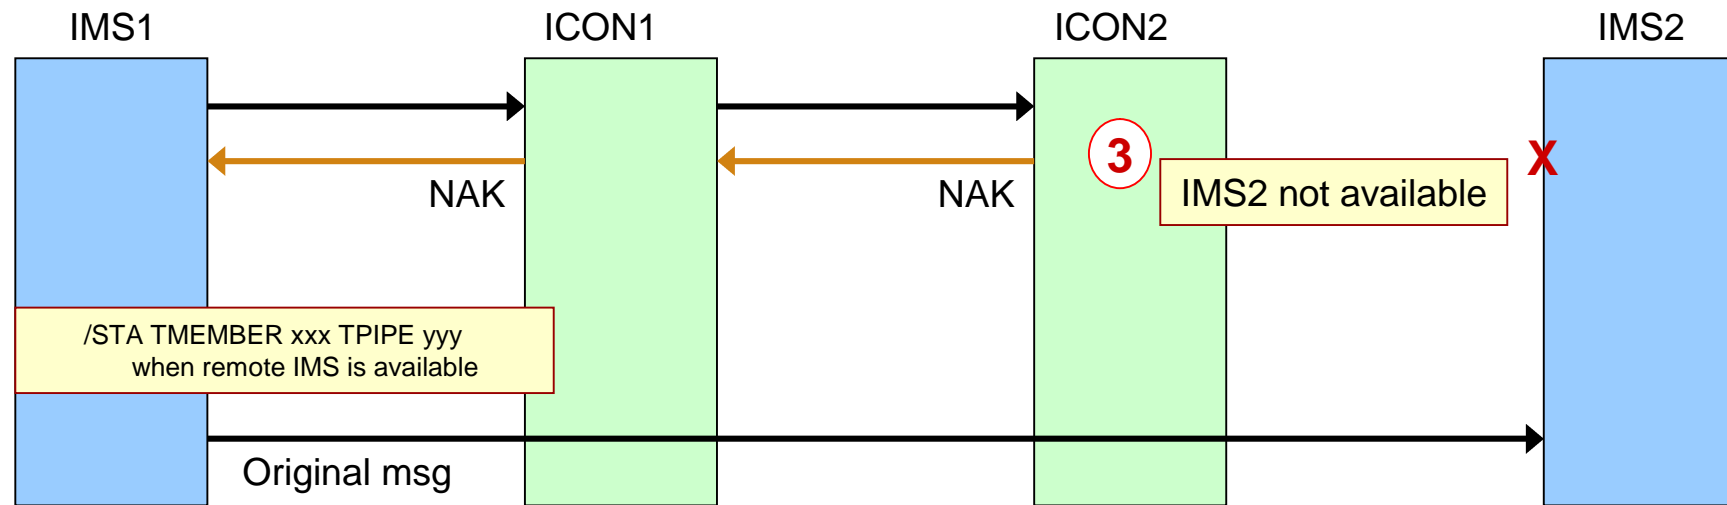 IMS1
ICON1
ICON2
IMS2
3
X
NAK
NAK
IMS2 not available
/STA TMEMBER xxx TPIPE yyy
when remote IMS is available
Original msg